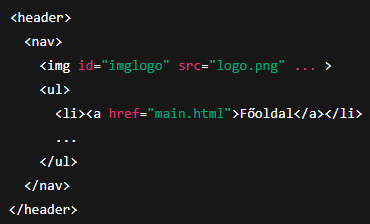 <header>
<nav>
<img id="imglogo" src="logo.png" ... >
<ul>
<li><a href="main.html">Főoldal</a></li>
...
</ul>
</nav>
</header>